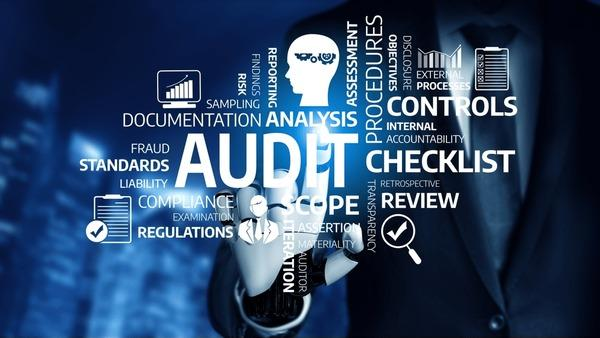 PROCEDURES
ASSESSMENT
OBJECTIVES
DISCLOSURE
REPORTING
FINDINGS
RISK
EXTERNAL
PROCESSES
SAMPLING
CONTROLS
DOCUMENTATION
ANALYSIS
INTERNAL
ACCOUNTABILITY
FRAUD
AUDIT
STANDARDS
CHECKLIST
LIABILITY
RETROSPECTIVE
TRANSPARENCY
COMPLIANCE
SCOPE
REVIEW
EXAMINATION
ASSERTION
REGULATIONS
MATERIALITY
AUDITOR